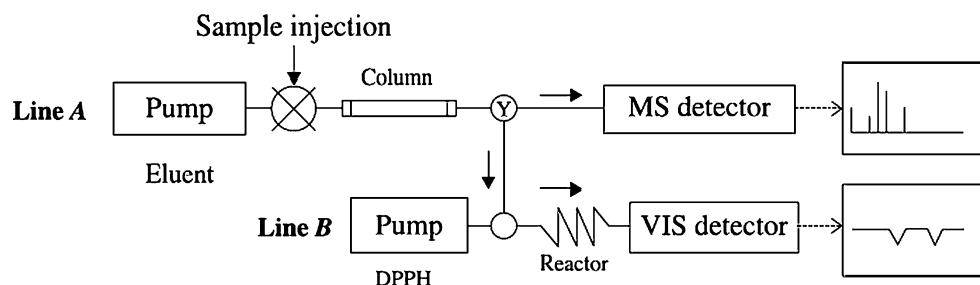 Sample injection
Column
Line A
Pump
Y
MS detector
Eluent
Line B
Pump
VIS detector
Reactor
DPPH